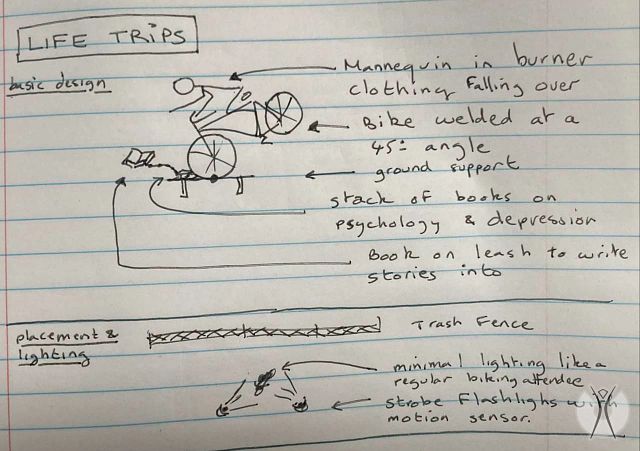 LIFE TRIPS
basic design
Mannequin in burner
clothing falling over
Bike welded at a
45° angle
ground support
stack of books on
psychology & depression
Book on leash to write
stories into
placement &
lighting
Trash Fence
minimal lighting like a
regular biking attendee
strobe flashlighs with
motion sensor.